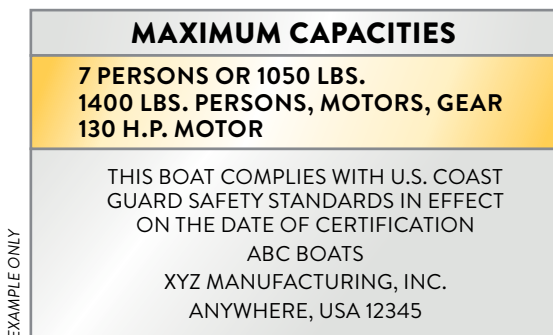 MAXIMUM CAPACITIES
7 PERSONS OR 1050 LBS.
1400 LBS. PERSONS, MOTORS, GEAR
130 H.P. MOTOR
THIS BOAT COMPLIES WITH U.S. COAST
GUARD SAFETY STANDARDS IN EFFECT
ON THE DATE OF CERTIFICATION
ABC BOATS
XYZ MANUFACTURING, INC.
ANYWHERE, USA 12345
EXAMPLE ONLY